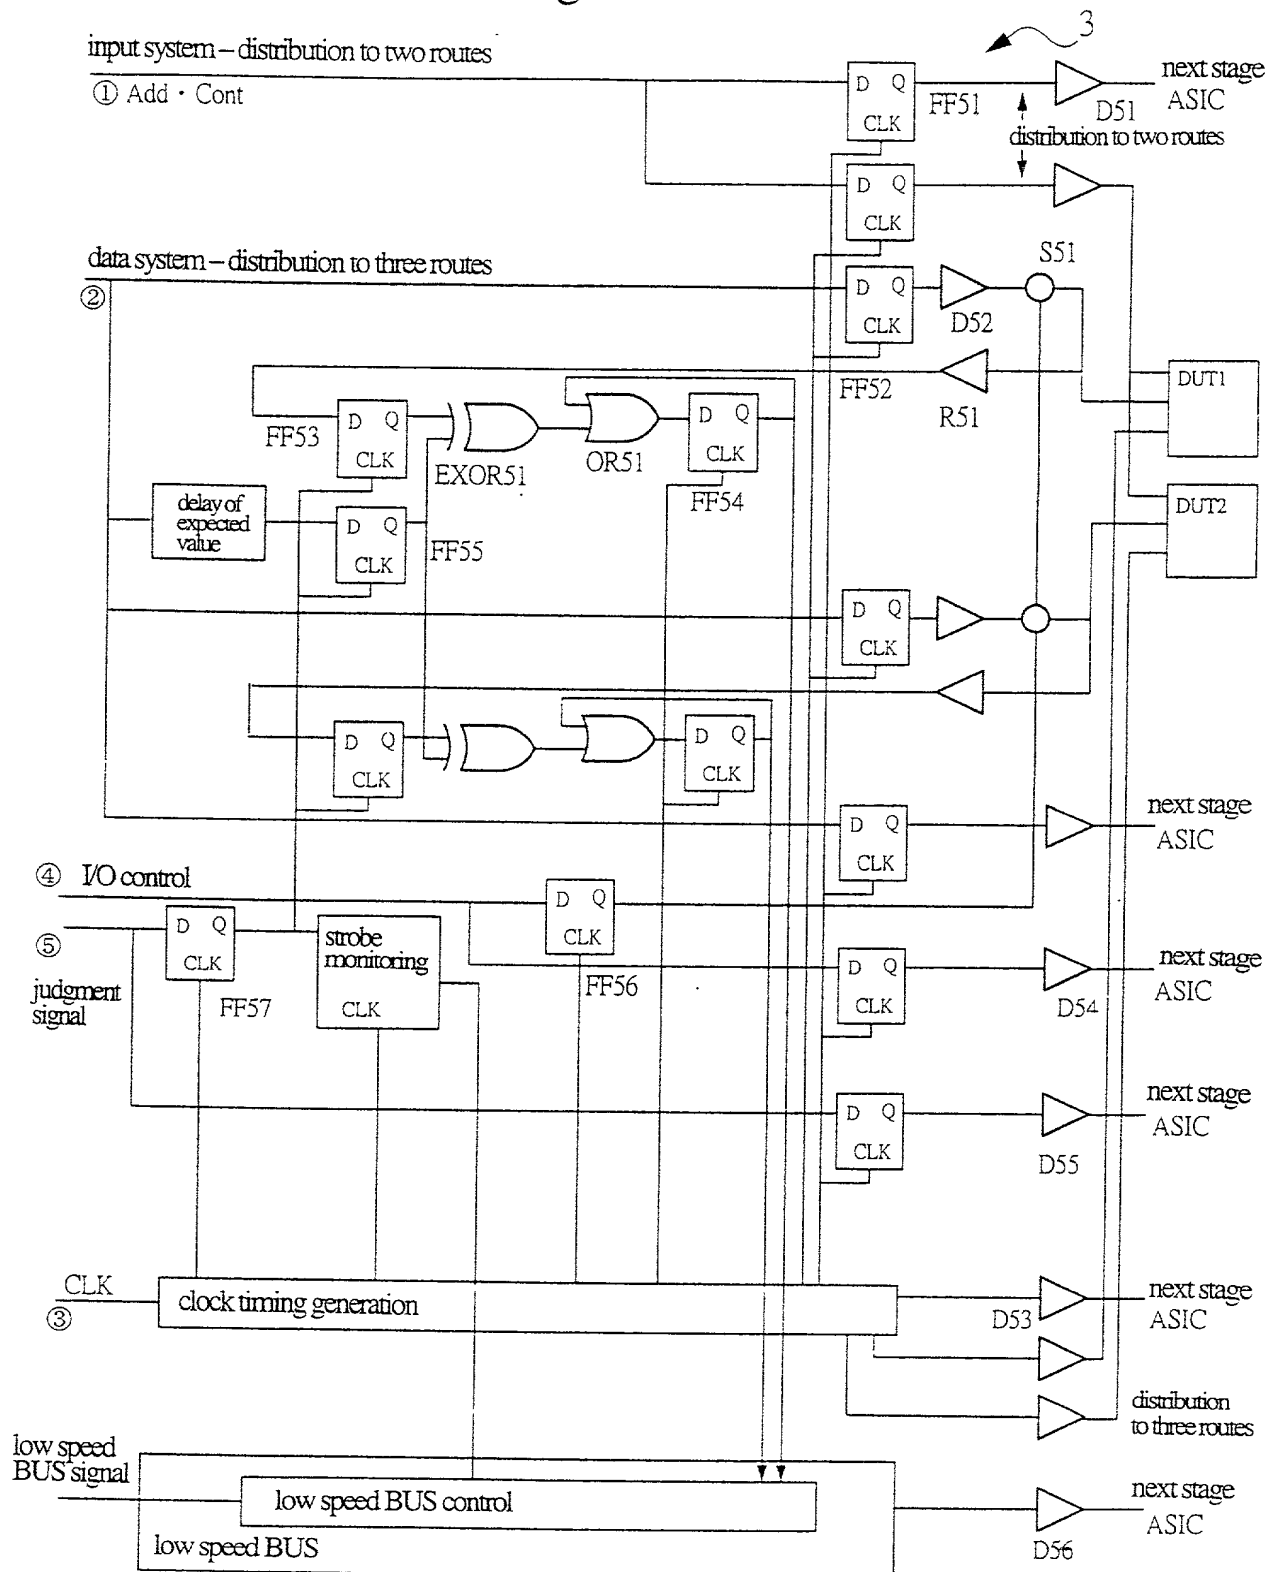 3
input system – distribution to two routes
① Add・Cont
D Q
CLK
FF51
D51
next stage
ASIC
distribution to two routes
D Q
CLK
data system – distribution to three routes
②
D Q
CLK
D52
S51
FF52
R51
DUT1
FF53
D Q
CLK
EXOR51
OR51
D Q
CLK
FF54
delay of
expected
value
D Q
CLK
FF55
DUT2
D Q
CLK
D Q
CLK
D Q
CLK
D Q
CLK
next stage
ASIC
④ I/O control
⑤
judgment
signal
D Q
CLK
FF57
strobe
monitoring
CLK
D Q
CLK
FF56
D Q
CLK
D54
next stage
ASIC
D Q
CLK
D55
next stage
ASIC
CLK
③
clock timing generation
D53
next stage
ASIC
distribution
to three routes
low speed
BUS signal
low speed BUS control
low speed BUS
D56
next stage
ASIC